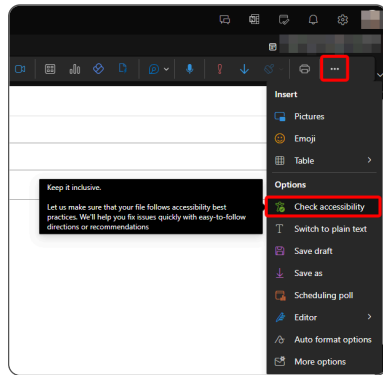 Insert
Pictures
Emoji
Table
Options
Keep it inclusive.
Let us make sure that your file follows accessibility best
practices. We'll help you fix issues quickly with easy-to-follow
directions or recommendations
Check accessibility
Switch to plain text
Save draft
Save as
Scheduling poll
Editor
Auto format options
More options